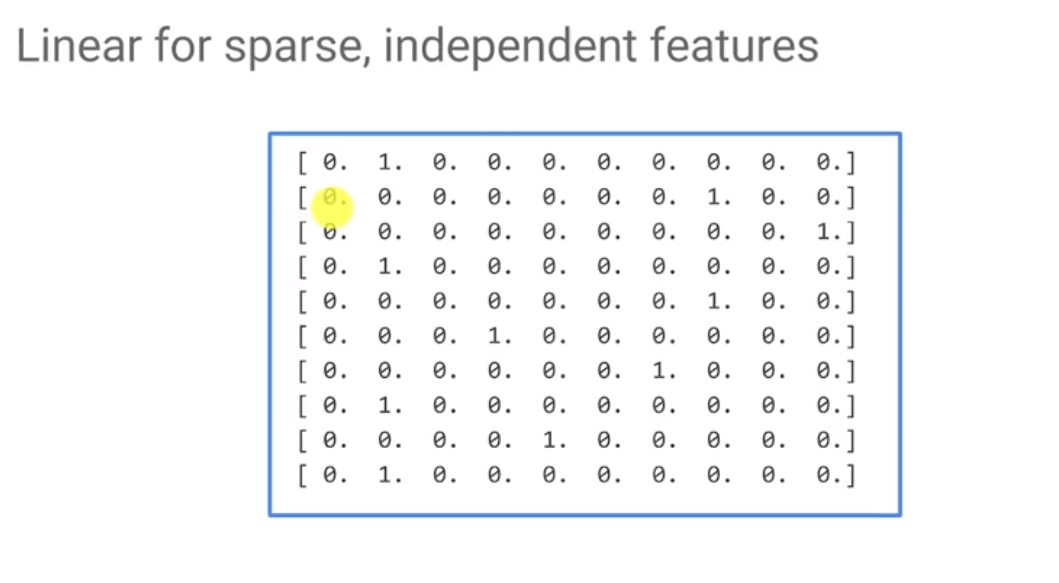 Linear for sparse, independent features
[ 0. 1. 0. 0. 0. 0. 0. 0. 0. 0.]
[ 0. 0. 0. 0. 0. 0. 0. 1. 0. 0.]
[ 0. 0. 0. 0. 0. 0. 0. 0. 0. 1.]
[ 0. 1. 0. 0. 0. 0. 0. 0. 0. 0.]
[ 0. 0. 0. 0. 0. 0. 0. 1. 0. 0.]
[ 0. 0. 0. 1. 0. 0. 0. 0. 0. 0.]
[ 0. 0. 0. 0. 0. 0. 1. 0. 0. 0.]
[ 0. 1. 0. 0. 0. 0. 0. 0. 0. 0.]
[ 0. 0. 0. 0. 1. 0. 0. 0. 0. 0.]
[ 0. 1. 0. 0. 0. 0. 0. 0. 0. 0.]